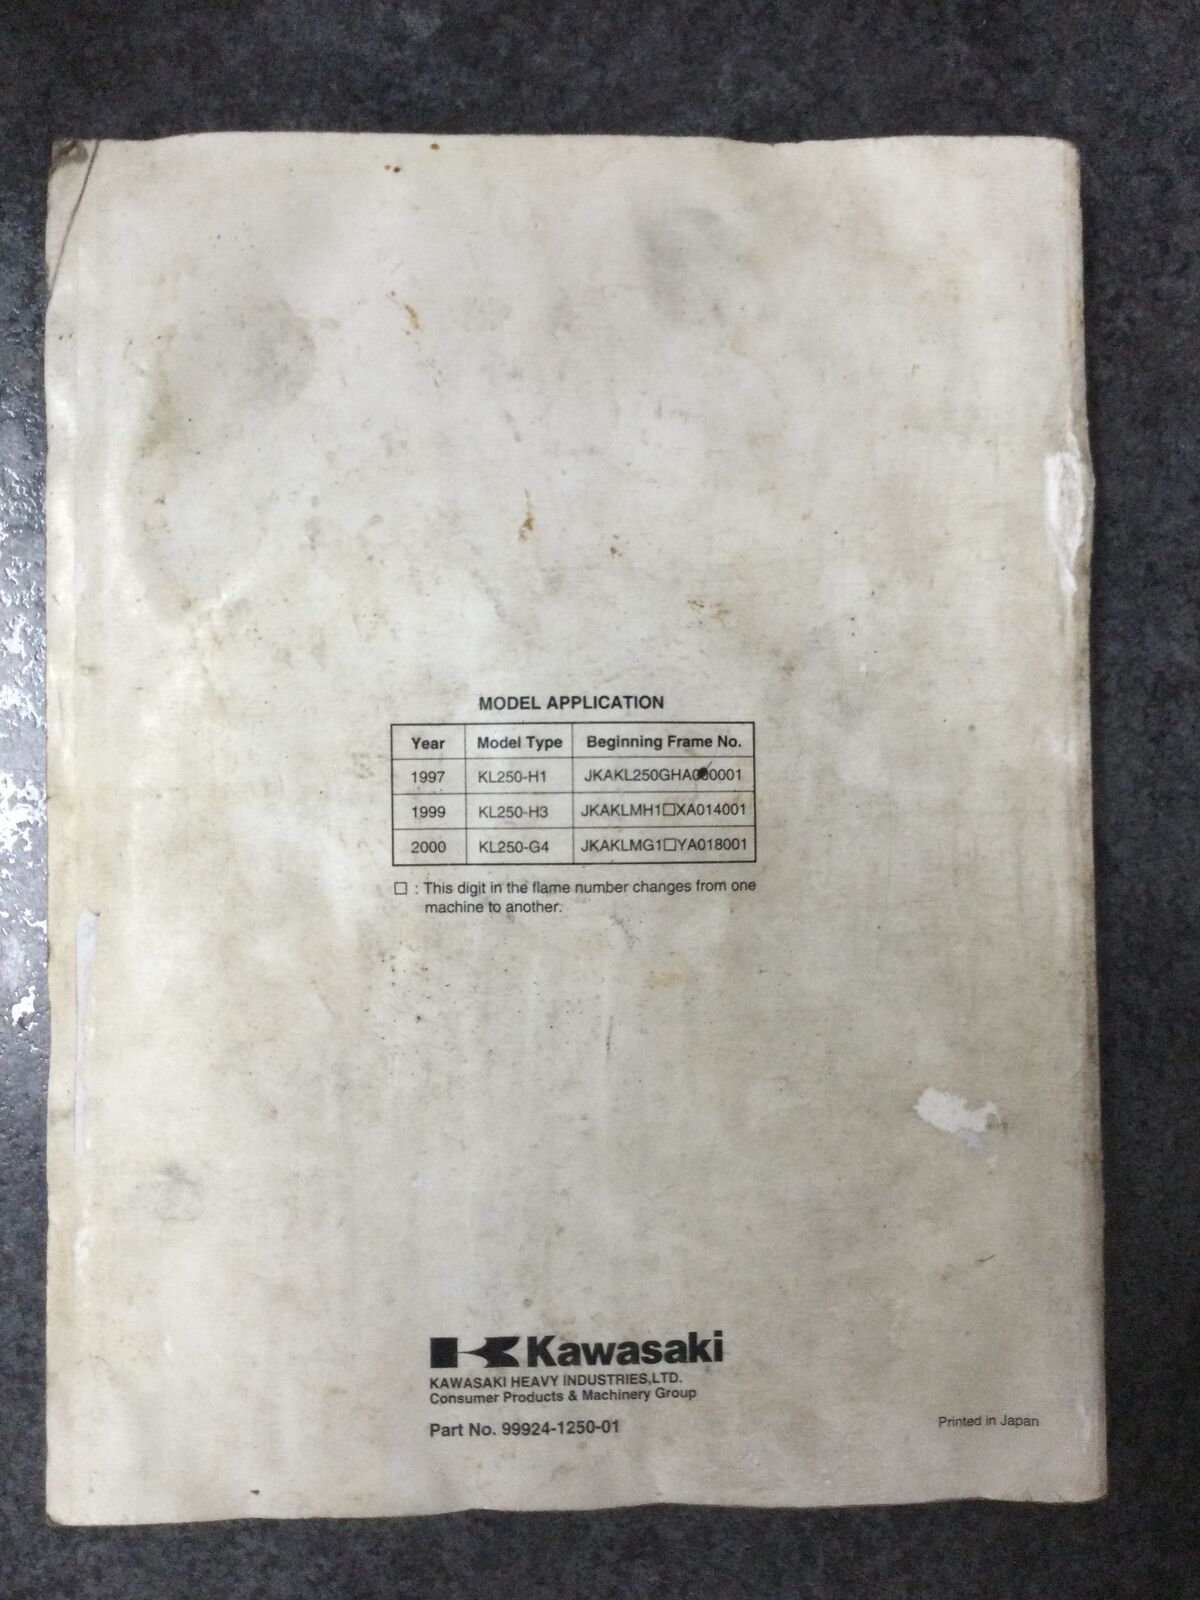 MODEL APPLICATION
Year Model Type Beginning Frame No.
1997 KL250-H1 JKAKL250GHA000001
1999 KL250-H3 JKAKLMH1□XA014001
2000 KL250-G4 JKAKLMG1□YA018001
□ : This digit in the flame number changes from one
machine to another.
Kawasaki
KAWASAKI HEAVY INDUSTRIES,LTD.
Consumer Products & Machinery Group
Part No. 99924-1250-01
Printed in Japan